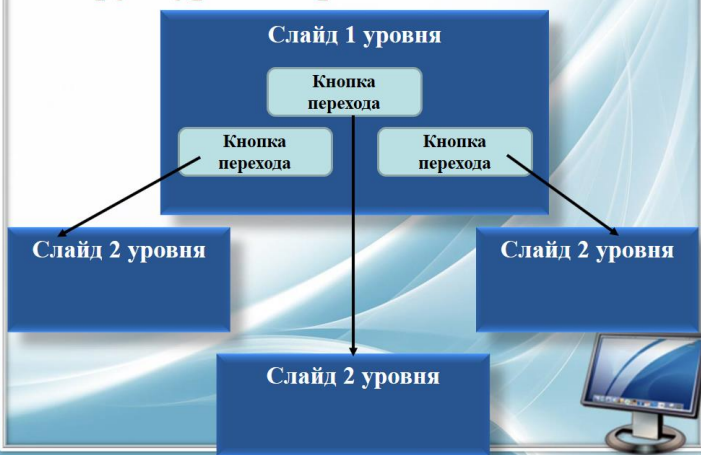 Слайд 1 уровня
Кнопка
перехода
Кнопка
перехода
Кнопка
перехода
Слайд 2 уровня
Слайд 2 уровня
Слайд 2 уровня